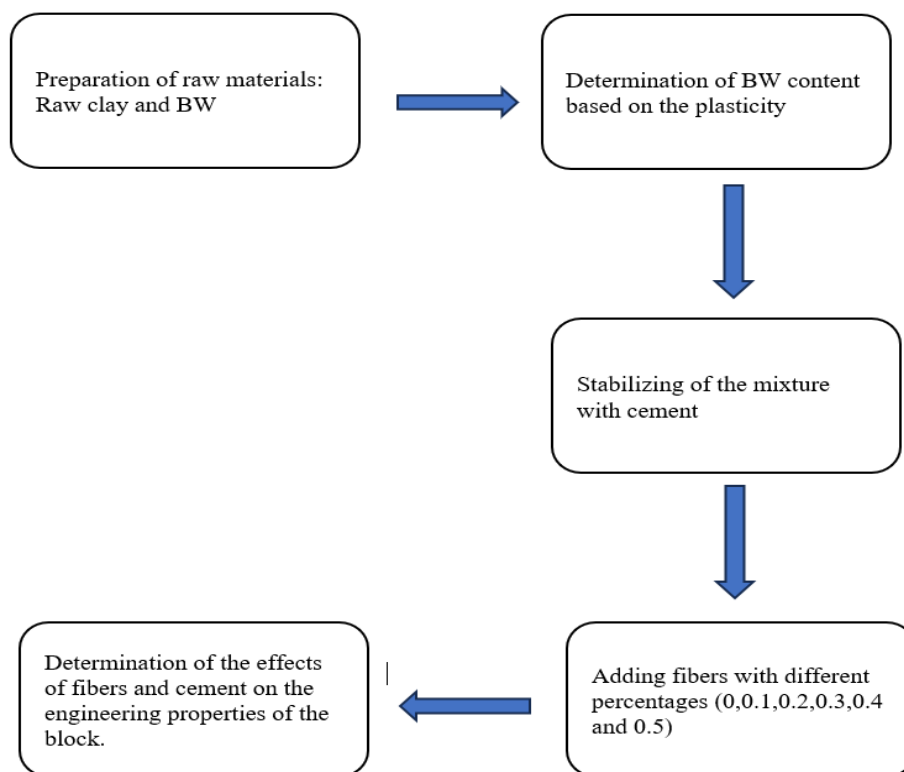 Preparation of raw materials:
Raw clay and BW
Determination of BW content
based on the plasticity
Stabilizing of the mixture
with cement
Adding fibers with different
percentages (0,0.1,0.2,0.3,0.4
and 0.5)
Determination of the effects
of fibers and cement on the
engineering properties of the
block.